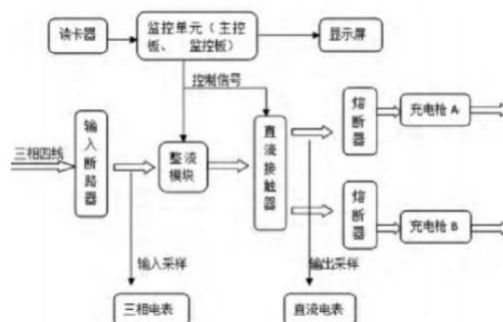 读卡器
监控单元（主控
板、 监控板）
显示屏
控制信号
三相四线
输入断路器
整流
模块
直流接触器
熔断器
充电枪 A
熔断器
充电枪 B
输入采样
输出采样
三相电表
直流电表